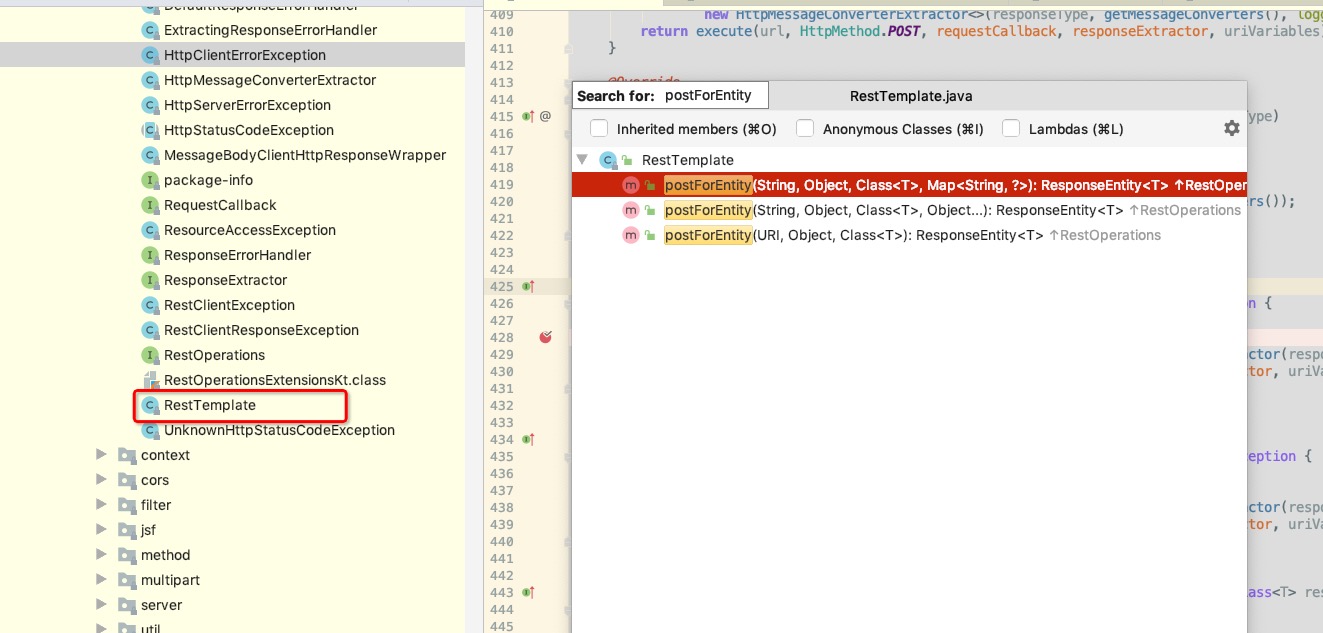 DefaultResponseErrorHandler
ExtractingResponseErrorHandler
HttpClientErrorException
HttpMessageConverterExtractor
HttpServerErrorException
HttpStatusCodeException
MessageBodyClientHttpResponseWrapper
package-info
RequestCallback
ResourceAccessException
ResponseErrorHandler
ResponseExtractor
RestClientException
RestClientResponseException
RestOperations
RestOperationsExtensionsKt.class
RestTemplate
UnknownHttpStatusCodeException
context
cors
filter
jsf
method
multipart
server
util
409 new HttpMessageConverterExtractor<>(responseType, getMessageConverters(), logg
410 return execute(url, HttpMethod.POST, requestCallback, responseExtractor, uriVariables
411 }
412
413 @Override
414
415 @ Type)
416
417
418
419
420 ers());
421
422
423
424
425
426 n {
427
428
429 ctor(respo
430 tor, uriVa
431
432
433
434
435 eption {
436
437
438 ctor(respo
439 tor, uriVa
440
441
442
443 ass<T> res
444
445
Search for: postForEntity
RestTemplate.java
Inherited members (⌘O) Anonymous Classes (⌘I) Lambdas (⌘L)
RestTemplate
postForEntity(String, Object, Class<T>, Map<String, ?>): ResponseEntity<T> ↑RestOper
postForEntity(String, Object, Class<T>, Object...): ResponseEntity<T> ↑RestOperations
postForEntity(URI, Object, Class<T>): ResponseEntity<T> ↑RestOperations